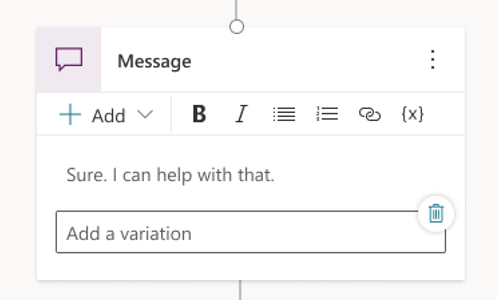 Message
Add B I {x}
Sure. I can help with that.
Add a variation